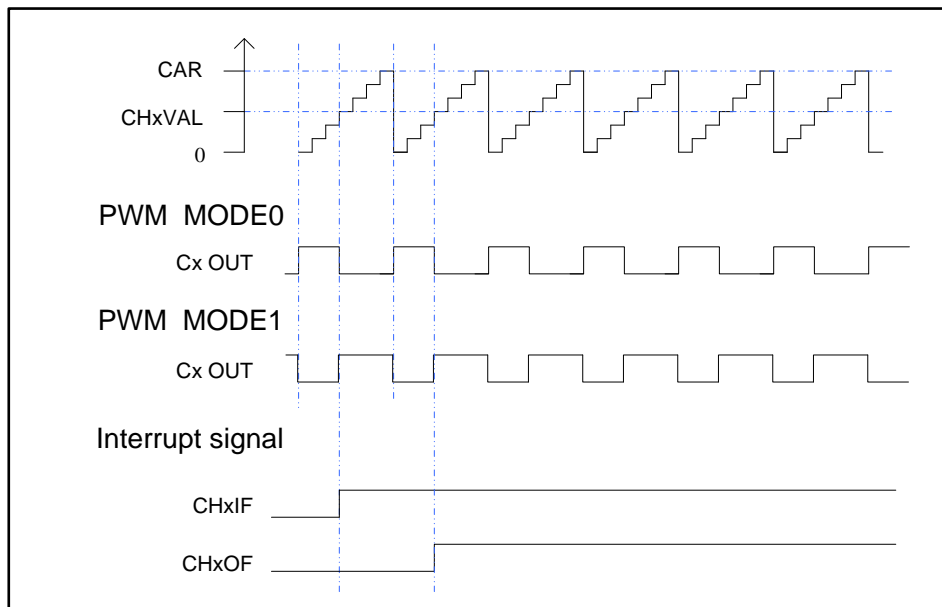 CAR
CHxVAL
0
PWM MODE0
Cx OUT
PWM MODE1
Cx OUT
Interrupt signal
CHxIF
CHxOF